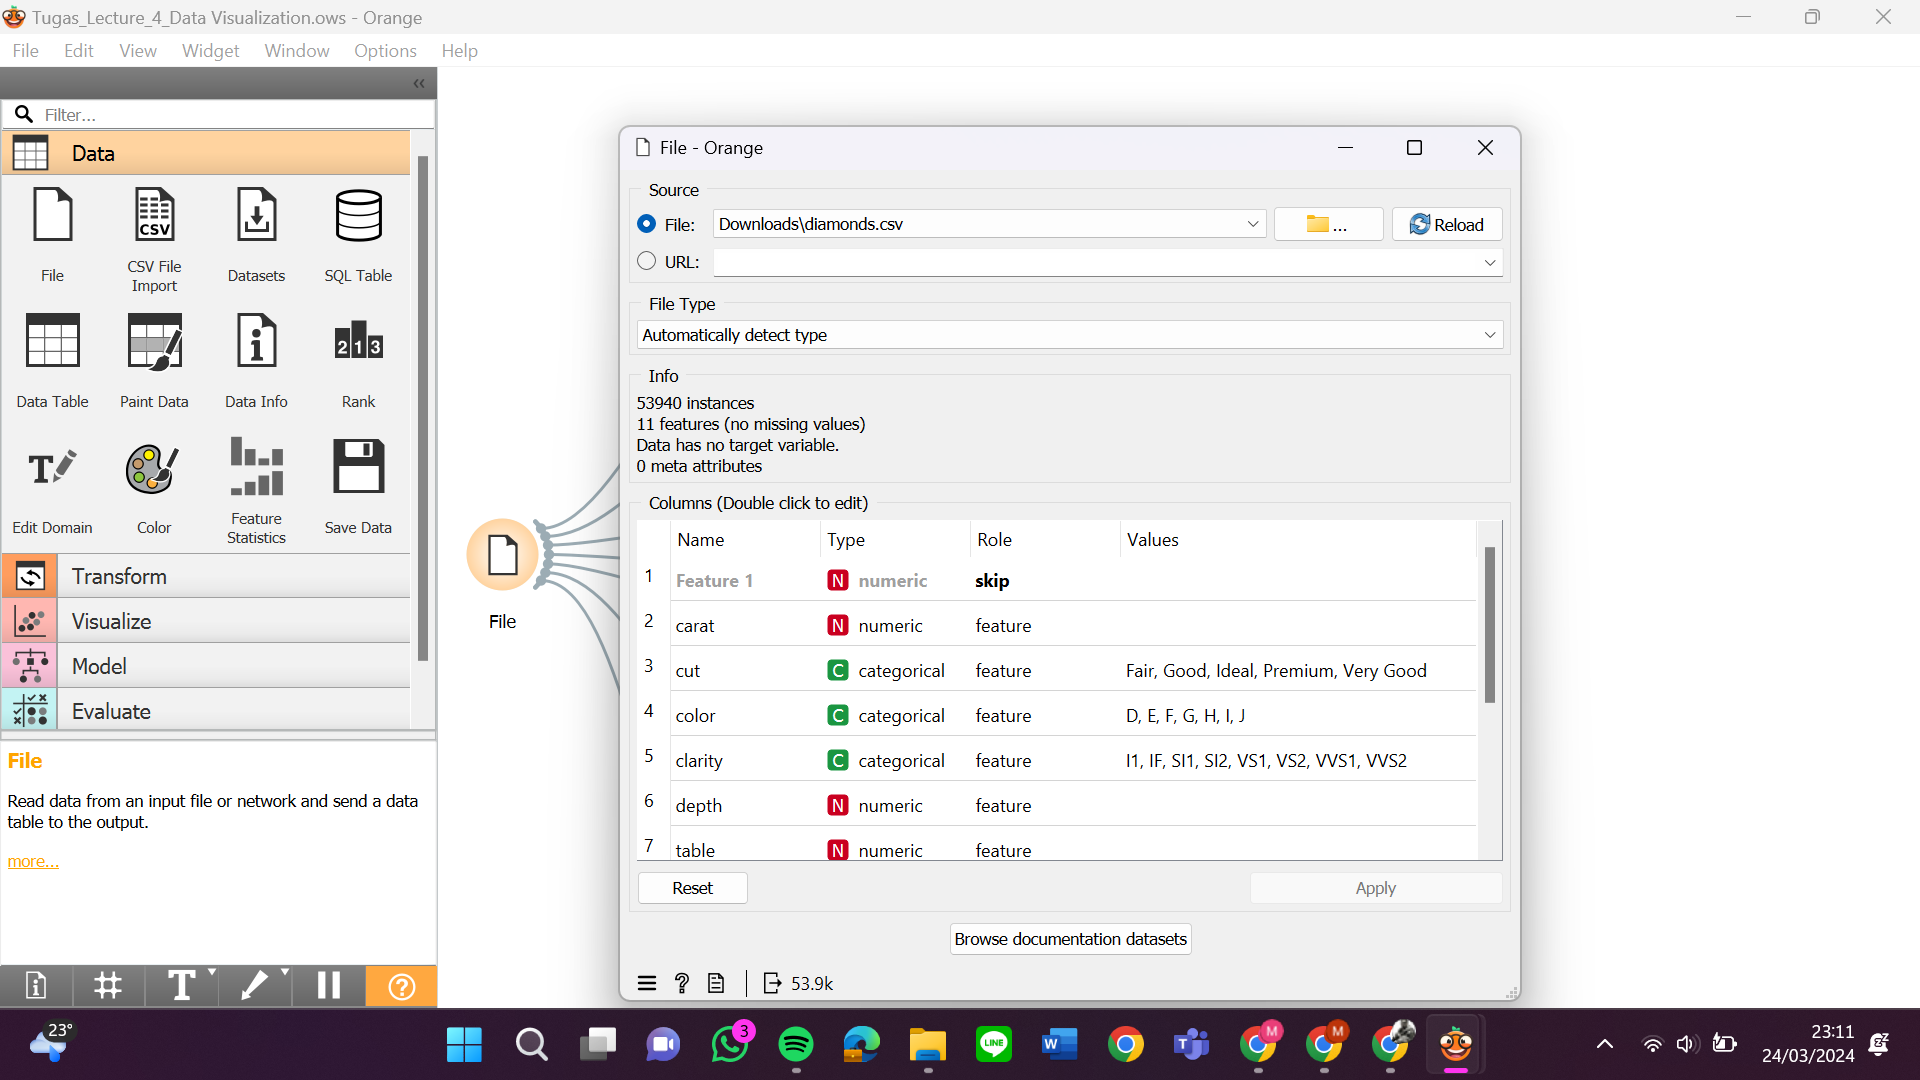 Tugas_Lecture_4_Data Visualization.ows - Orange
File Edit View Widget Window Options Help
Filter...
Data
File
CSV File
Import
Datasets
SQL Table
Data Table
Paint Data
Data Info
Rank
Edit Domain
Color
Feature
Statistics
Save Data
Transform
Visualize
Model
Evaluate
File
Read data from an input file or network and send a data
table to the output.
more...
File
File - Orange
Source
File: Downloads\diamonds.csv ... Reload
URL:
File Type
Automatically detect type
Info
53940 instances
11 features (no missing values)
Data has no target variable.
0 meta attributes
Columns (Double click to edit)
Name Type Role Values
1 Feature 1 N numeric skip
2 carat N numeric feature
3 cut C categorical feature Fair, Good, Ideal, Premium, Very Good
4 color C categorical feature D, E, F, G, H, I, J
5 clarity C categorical feature I1, IF, SI1, SI2, VS1, VS2, VVS1, VVS2
6 depth N numeric feature
7 table N numeric feature
Reset Apply
Browse documentation datasets
53.9k
23°
3
LINE
W
M
M
23:11
24/03/2024